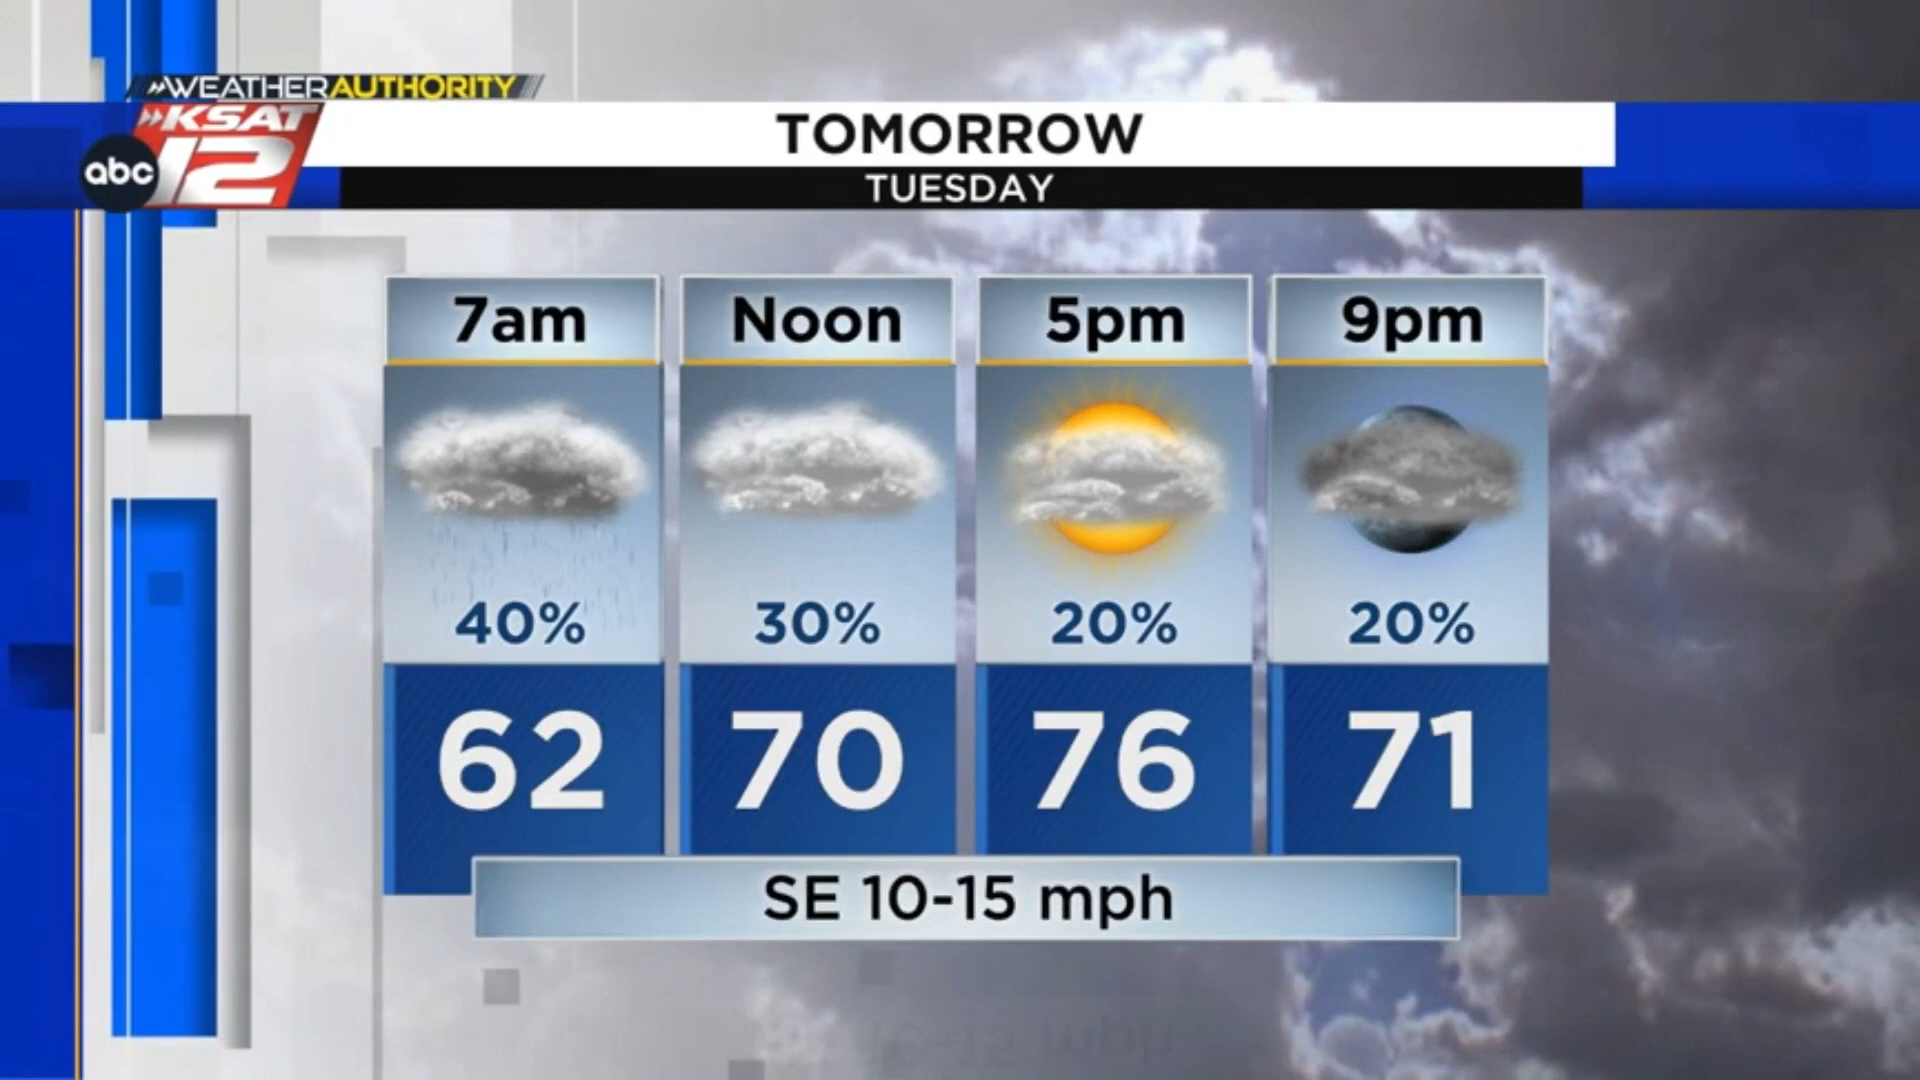 WEATHER AUTHORITY
KSAT
abc 12
TOMORROW
TUESDAY
7am Noon 5pm 9pm
40% 30% 20% 20%
62 70 76 71
SE 10-15 mph